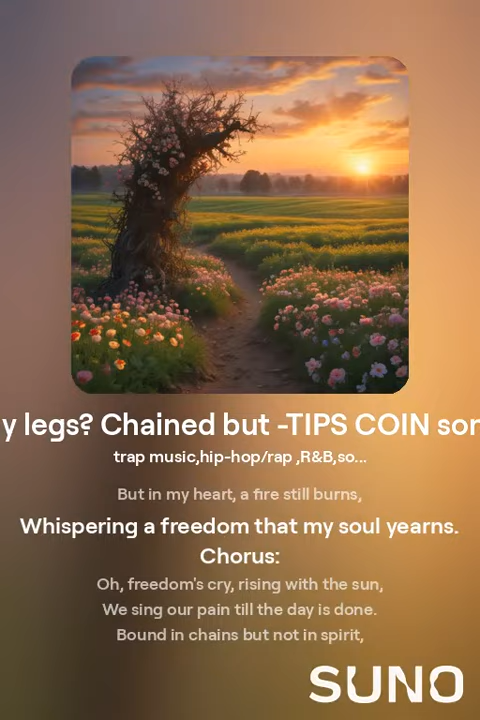 y legs? Chained but -TIPS COIN sor
trap music,hip-hop/rap ,R&B,so...
But in my heart, a fire still burns,
Whispering a freedom that my soul yearns.
Chorus:
Oh, freedom's cry, rising with the sun,
We sing our pain till the day is done.
Bound in chains but not in spirit,
SUNO